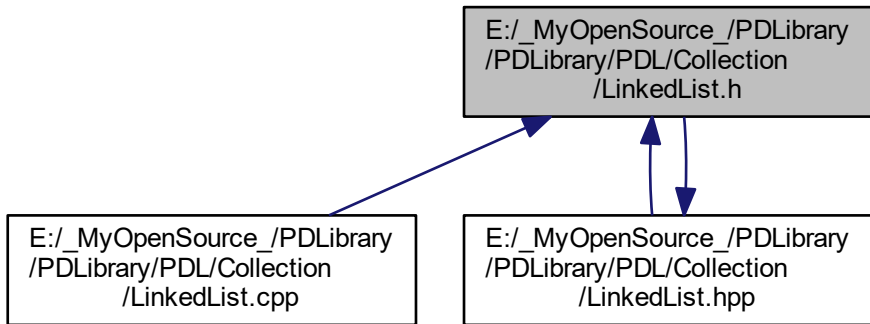 E:/_MyOpenSource_/PDLibrary
/PDLibrary/PDL/Collection
/LinkedList.h
E:/_MyOpenSource_/PDLibrary
/PDLibrary/PDL/Collection
/LinkedList.cpp
E:/_MyOpenSource_/PDLibrary
/PDLibrary/PDL/Collection
/LinkedList.hpp